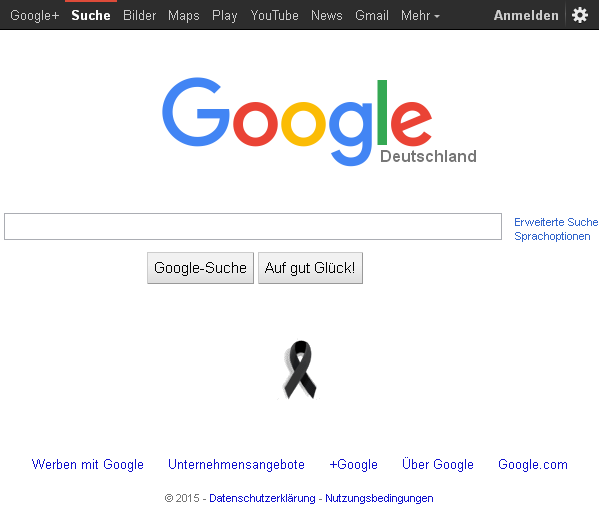 Google+ Suche Bilder Maps Play YouTube News Gmail Mehr Anmelden
Google
Deutschland
Erweiterte Suche
Sprachoptionen
Google-Suche Auf gut Glück!
Werben mit Google Unternehmensangebote +Google Über Google Google.com
© 2015 - Datenschutzerklärung - Nutzungsbedingungen